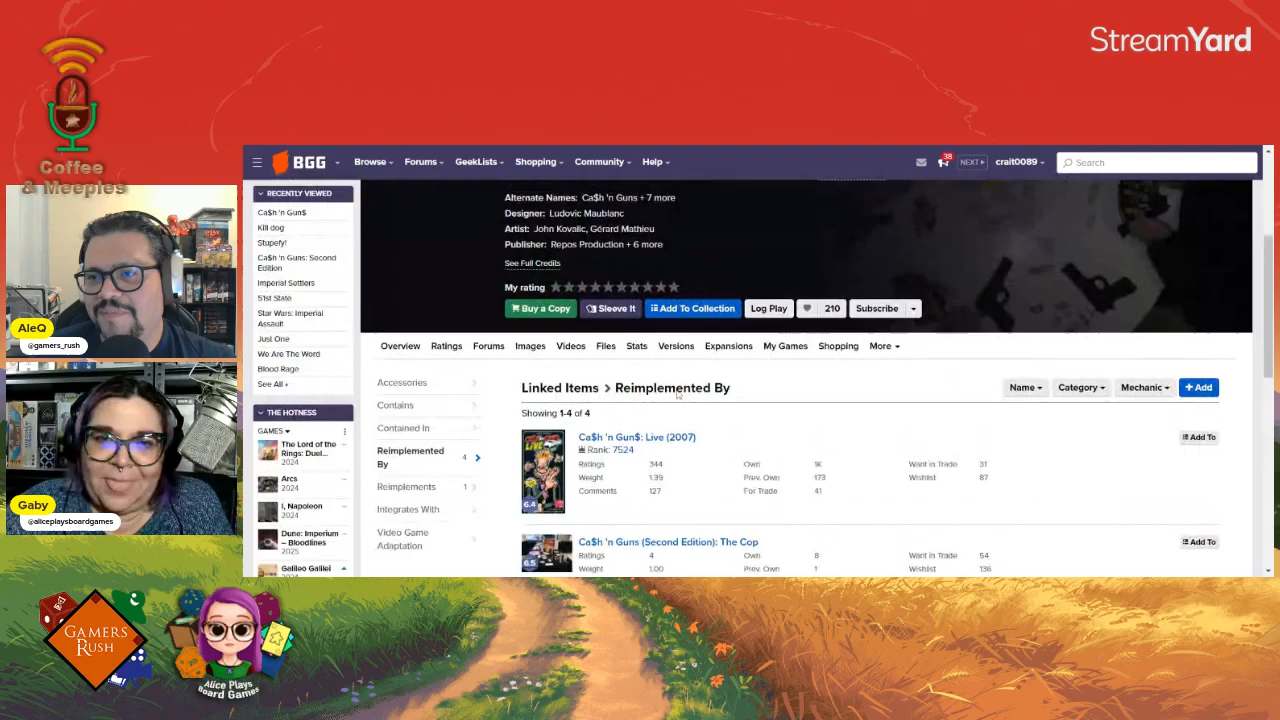 StreamYard
Coffee
& Meeples
AleQ
@gamers_rush
Gaby
@aliceplaysboardgames
GAMERS
RUSH
Alice Plays
Board Games
BGG
Browse
Forums
GeekLists
Shopping
Community
Help
38
NEXT
crait0089
Search
RECENTLY VIEWED
Ca$h 'n Gun$
Kill dog
Stupefy!
Ca$h 'n Guns: Second
Edition
Imperial Settlers
51st State
Star Wars: Imperial
Assault
Just One
We Are The Word
Blood Rage
See All »
THE HOTNESS
GAMES
The Lord of the
Rings: Duel...
2024
Arcs
2024
I, Napoleon
2024
Dune: Imperium
– Bloodlines
2025
Galileo Galilei
Alternate Names: Ca$h 'n Guns + 7 more
Designer: Ludovic Maublanc
Artist: John Kovalic, Gérard Mathieu
Publisher: Repos Production + 6 more
See Full Credits
My rating
Buy a Copy
Sleeve It
Add To Collection
Log Play
210
Subscribe
Overview
Ratings
Forums
Images
Videos
Files
Stats
Versions
Expansions
My Games
Shopping
More
Accessories
Contains
Contained In
Reimplemented
By
4
Reimplements
1
Integrates With
Video Game
Adaptation
Linked Items > Reimplemented By
Name
Category
Mechanic
+ Add
Showing 1-4 of 4
LIVE
6.4
Ca$h 'n Gun$: Live (2007)
Rank: 7524
Add To
Ratings 344 Own 1K Want in Trade 31
Weight 1.39 Prev. Own 173 Wishlist 87
Comments 127 For Trade 41
6.5
Ca$h 'n Guns (Second Edition): The Cop
Add To
Ratings 4 Own 8 Want in Trade 54
Weight 1.00 Prev. Own 1 Wishlist 136